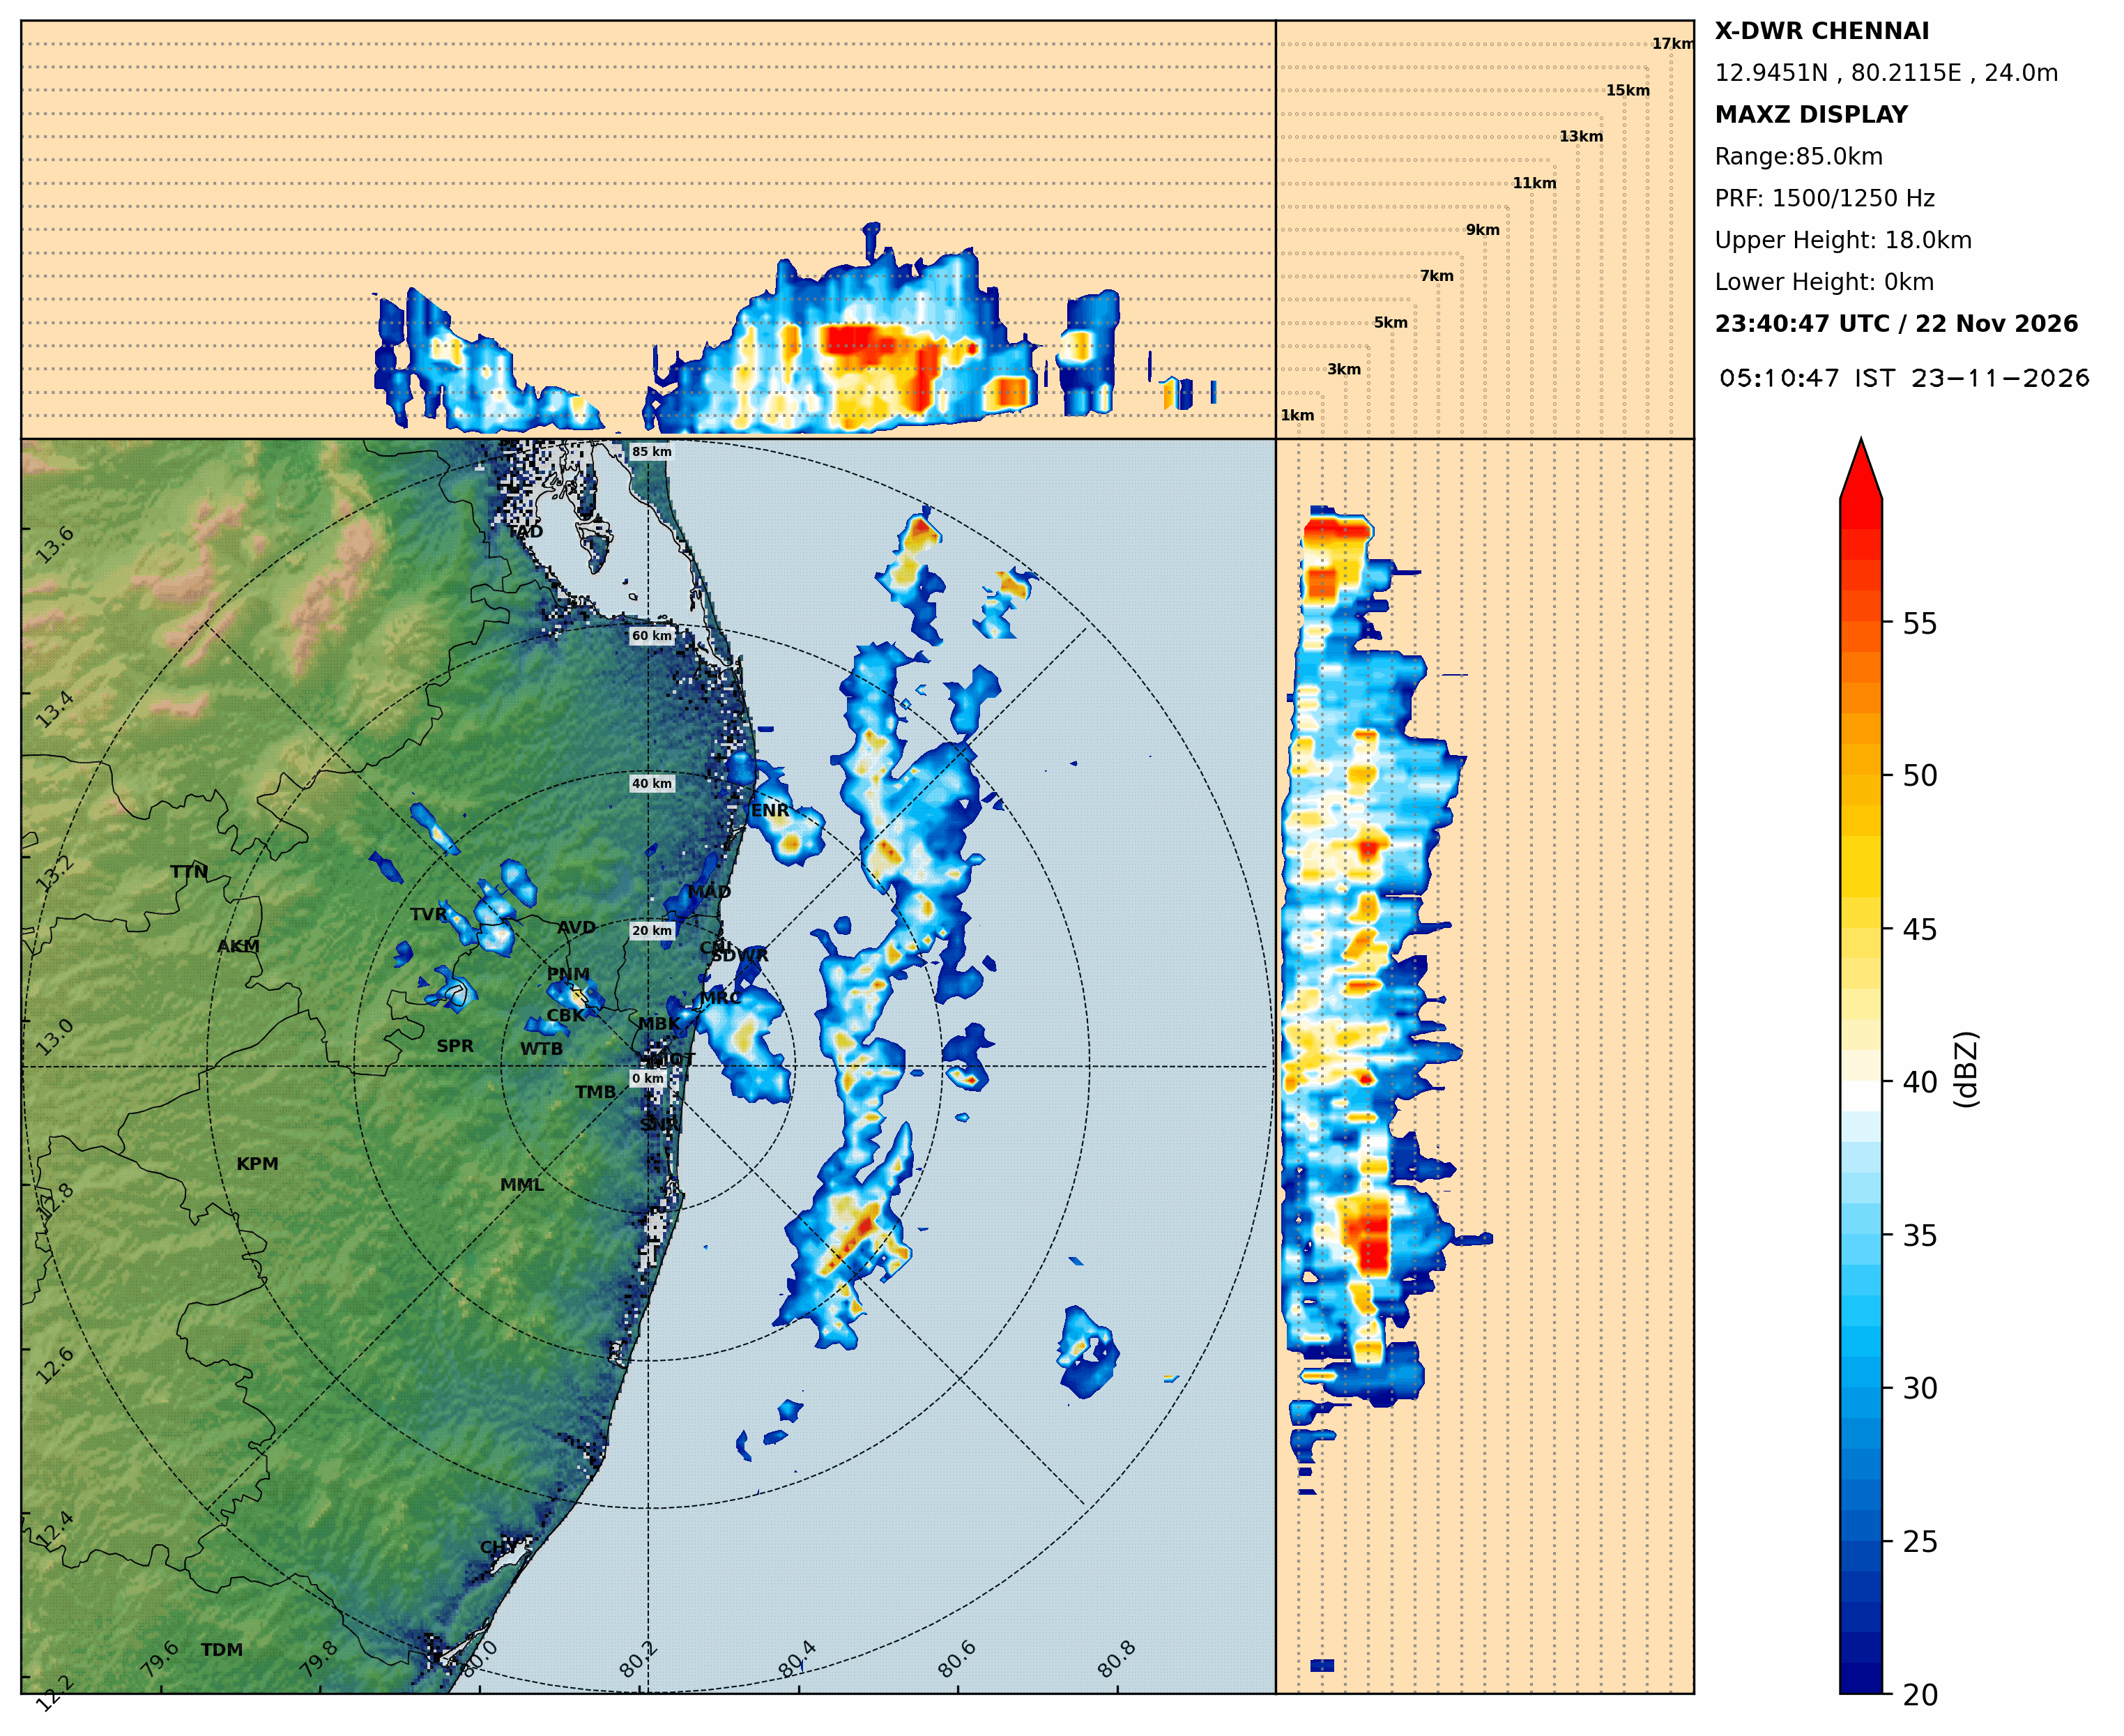 X-DWR CHENNAI
12.9451N , 80.2115E , 24.0m
MAXZ DISPLAY
Range:85.0km
PRF: 1500/1250 Hz
Upper Height: 18.0km
Lower Height: 0km
23:40:47 UTC / 22 Nov 2026
05:10:47 IST 23-11-2026
17km
15km
13km
11km
9km
7km
5km
3km
1km
85 km
60 km
40 km
20 km
0 km
TAD
ENR
TTN
MAD
TVR
AVD
AKM
SDWR
PNM
MRC
CBK
MBK
SPR
WTB
TMB
SNR
KPM
MML
CHY
TDM
13.6
13.4
13.2
13.0
12.8
12.6
12.4
12.2
79.6
79.8
80.0
80.2
80.4
80.6
80.8
55
50
45
40
35
30
25
20
(dBZ)